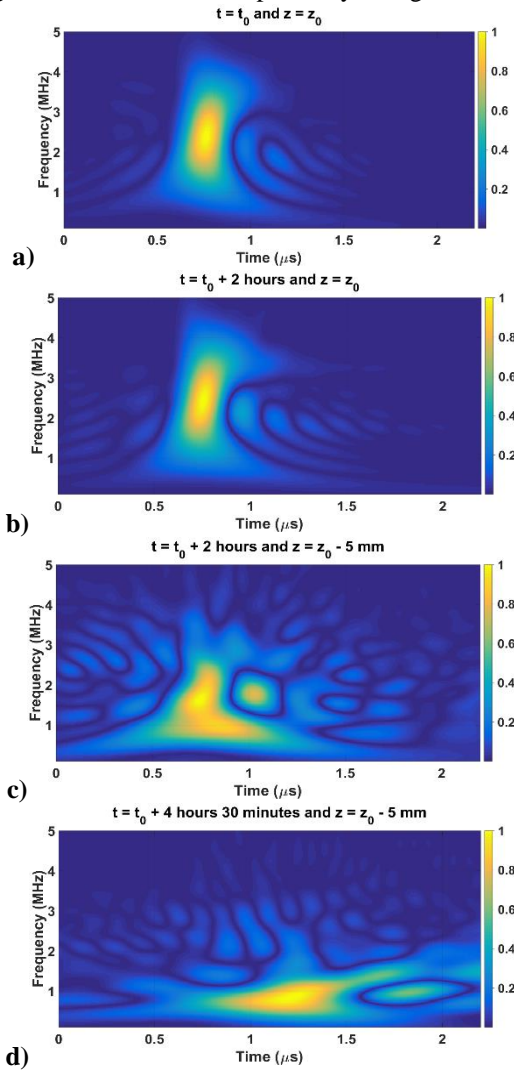 t = t0 and z = z0
5
4
3
2
1
Frequency (MHz)
0 0.5 1 1.5 2
Time (μs)
1
0.8
0.6
0.4
0.2
a)
t = t0 + 2 hours and z = z0
5
4
3
2
1
Frequency (MHz)
0 0.5 1 1.5 2
Time (μs)
1
0.8
0.6
0.4
0.2
b)
t = t0 + 2 hours and z = z0 - 5 mm
5
4
3
2
1
Frequency (MHz)
0 0.5 1 1.5 2
Time (μs)
1
0.8
0.6
0.4
0.2
c)
t = t0 + 4 hours 30 minutes and z = z0 - 5 mm
5
4
3
2
1
Frequency (MHz)
0 0.5 1 1.5 2
Time (μs)
1
0.8
0.6
0.4
0.2
d)